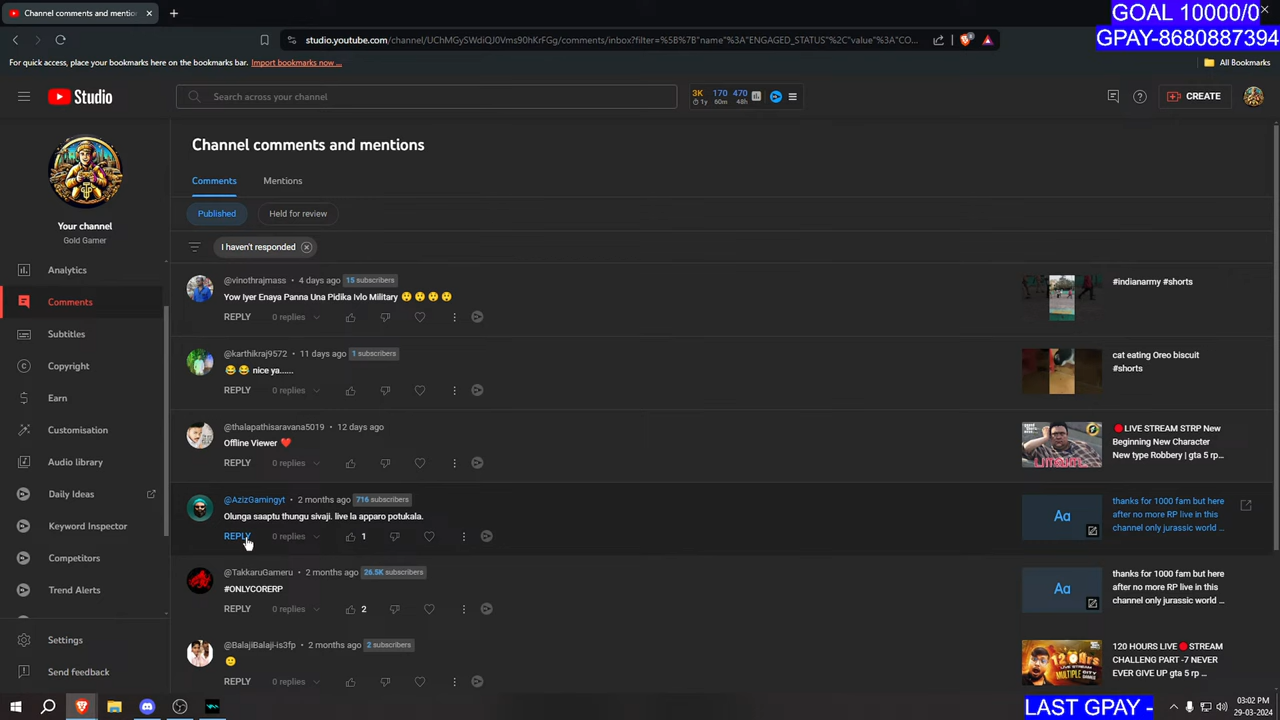 Channel comments and mentio
GOAL 10000/0
GPAY-8680887394
studio.youtube.com/channel/UChMGySWdiQJ0Vms90hKrFGg/comments/inbox?filter=%5B%7B"name"%3A"ENGAGED_STATUS"%2C"value"%3A"CO...
For quick access, place your bookmarks here on the bookmarks bar. Import bookmarks now ...
All Bookmarks
Studio
Search across your channel
3K 170 470
1y 60m 48h
CREATE
Your channel
Gold Gamer
Analytics
Comments
Subtitles
Copyright
Earn
Customisation
Audio library
Daily Ideas
Keyword Inspector
Competitors
Trend Alerts
Settings
Send feedback
Channel comments and mentions
Comments Mentions
Published Held for review
I haven't responded
@vinothrajmass • 4 days ago 15 subscribers
Yow Iyer Enaya Panna Una Pidika Ivlo Military 😲 😲 😲 😲
REPLY 0 replies
#indianarmy #shorts
@karthikraj9572 • 11 days ago 1 subscribers
😂 😂 nice ya......
REPLY 0 replies
cat eating Oreo biscuit
#shorts
@thalapathisaravana5019 • 12 days ago
Offline Viewer ❤️
REPLY 0 replies
🔴LIVE STREAM STRP New
Beginning New Character
New type Robbery | gta 5 rp...
@AzizGamingyt • 2 months ago 716 subscribers
Olunga saaptu thungu sivaji. live la apparo potukala.
REPLY 0 replies 1
Aa
thanks for 1000 fam but here
after no more RP live in this
channel only jurassic world ...
@TakkaruGameru • 2 months ago 26.5K subscribers
#ONLYCORERP
REPLY 0 replies 2
Aa
thanks for 1000 fam but here
after no more RP live in this
channel only jurassic world ...
@BalajiBalaji-is3fp • 2 months ago 2 subscribers
🙂
REPLY 0 replies
120 HOURS LIVE🔴STREAM
CHALLENG PART -7 NEVER
EVER GIVE UP gta 5 rp...
03:02 PM
29-03-2024
LAST GPAY -